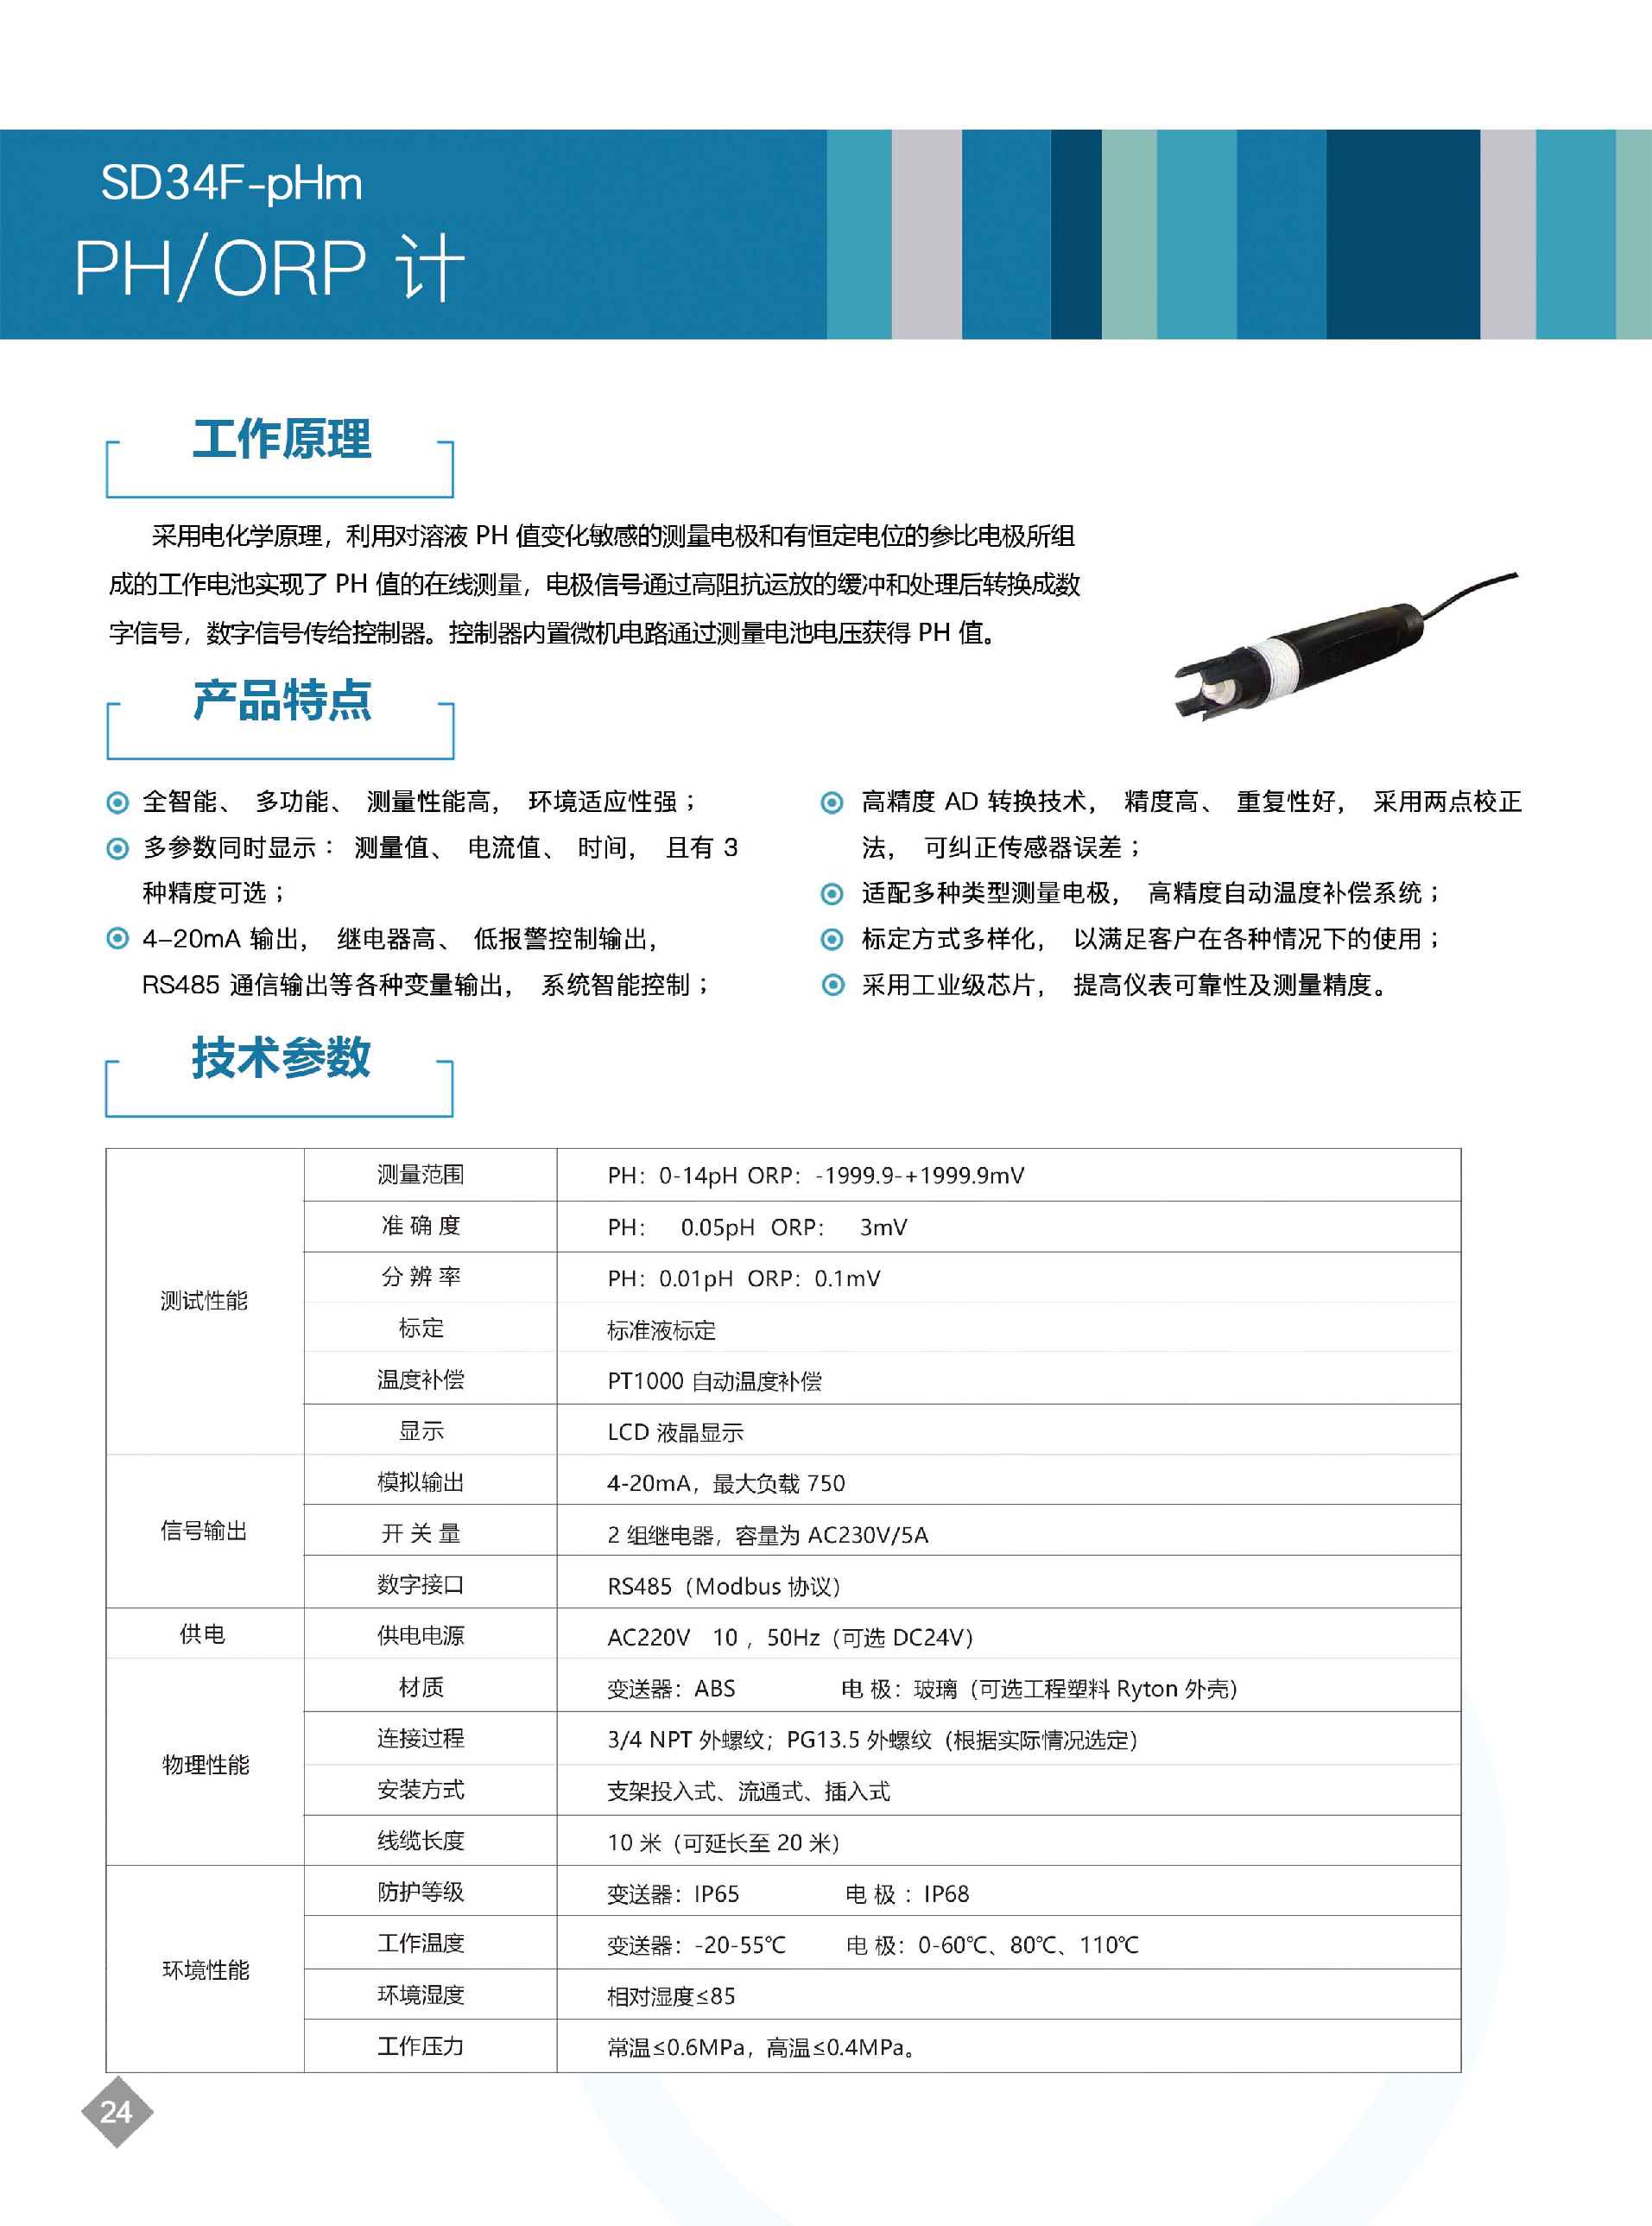 SD34F-pHm
PH/ORP 计
工作原理
采用电化学原理，利用对溶液 PH 值变化敏感的测量电极和有恒定电位的参比电极所组
成的工作电池实现了 PH 值的在线测量，电极信号通过高阻抗运放的缓冲和处理后转换成数
字信号，数字信号传给控制器。控制器内置微机电路通过测量电池电压获得 PH 值。
产品特点
全智能、 多功能、 测量性能高， 环境适应性强；
多参数同时显示： 测量值、 电流值、 时间， 且有 3
种精度可选；
4-20mA 输出， 继电器高、 低报警控制输出，
RS485 通信输出等各种变量输出， 系统智能控制；
高精度 AD 转换技术， 精度高、 重复性好， 采用两点校正
法， 可纠正传感器误差；
适配多种类型测量电极， 高精度自动温度补偿系统；
标定方式多样化， 以满足客户在各种情况下的使用；
采用工业级芯片， 提高仪表可靠性及测量精度。
技术参数
测试性能
测量范围 PH：0-14pH ORP：-1999.9-+1999.9mV
准 确 度 PH： 0.05pH ORP： 3mV
分 辨 率 PH：0.01pH ORP：0.1mV
标定 标准液标定
温度补偿 PT1000 自动温度补偿
显示 LCD 液晶显示
信号输出
模拟输出 4-20mA，最大负载 750
开 关 量 2 组继电器，容量为 AC230V/5A
数字接口 RS485（Modbus 协议）
供电 供电电源 AC220V 10 ，50Hz（可选 DC24V）
物理性能
材质 变送器：ABS 电 极：玻璃（可选工程塑料 Ryton 外壳）
连接过程 3/4 NPT 外螺纹；PG13.5 外螺纹（根据实际情况选定）
安装方式 支架投入式、流通式、插入式
线缆长度 10 米（可延长至 20 米）
环境性能
防护等级 变送器：IP65 电 极 ：IP68
工作温度 变送器：-20-55℃ 电 极：0-60℃、80℃、110℃
环境湿度 相对湿度≤85
工作压力 常温≤0.6MPa，高温≤0.4MPa。
24